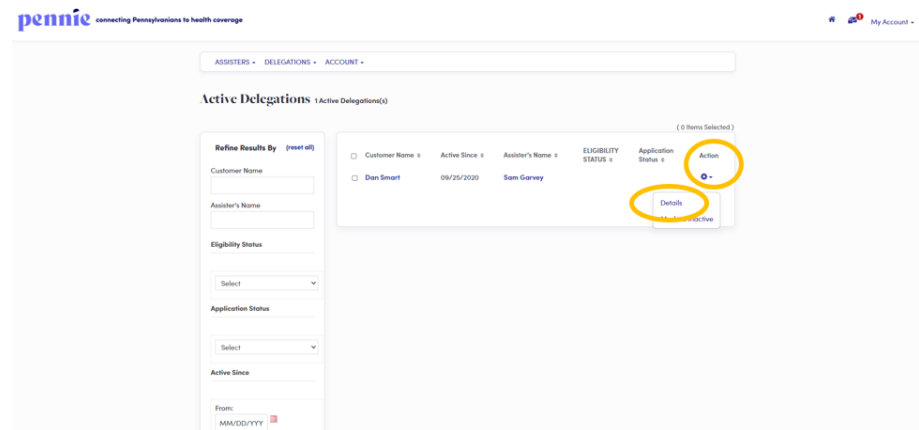 pennie connecting Pennsylvanians to health coverage
1
My Account
ASSISTERS DELEGATIONS ACCOUNT
Active Delegations 1 Active Delegations(s)
( 0 Items Selected )
Refine Results By (reset all)
Customer Name
Assister's Name
Eligibility Status
Select
Application Status
Select
Active Since
From:
MM/DD/YYY
Customer Name Active Since Assister's Name ELIGIBILITY STATUS Application Status Action
Dan Smart 09/25/2020 Sam Garvey
Details